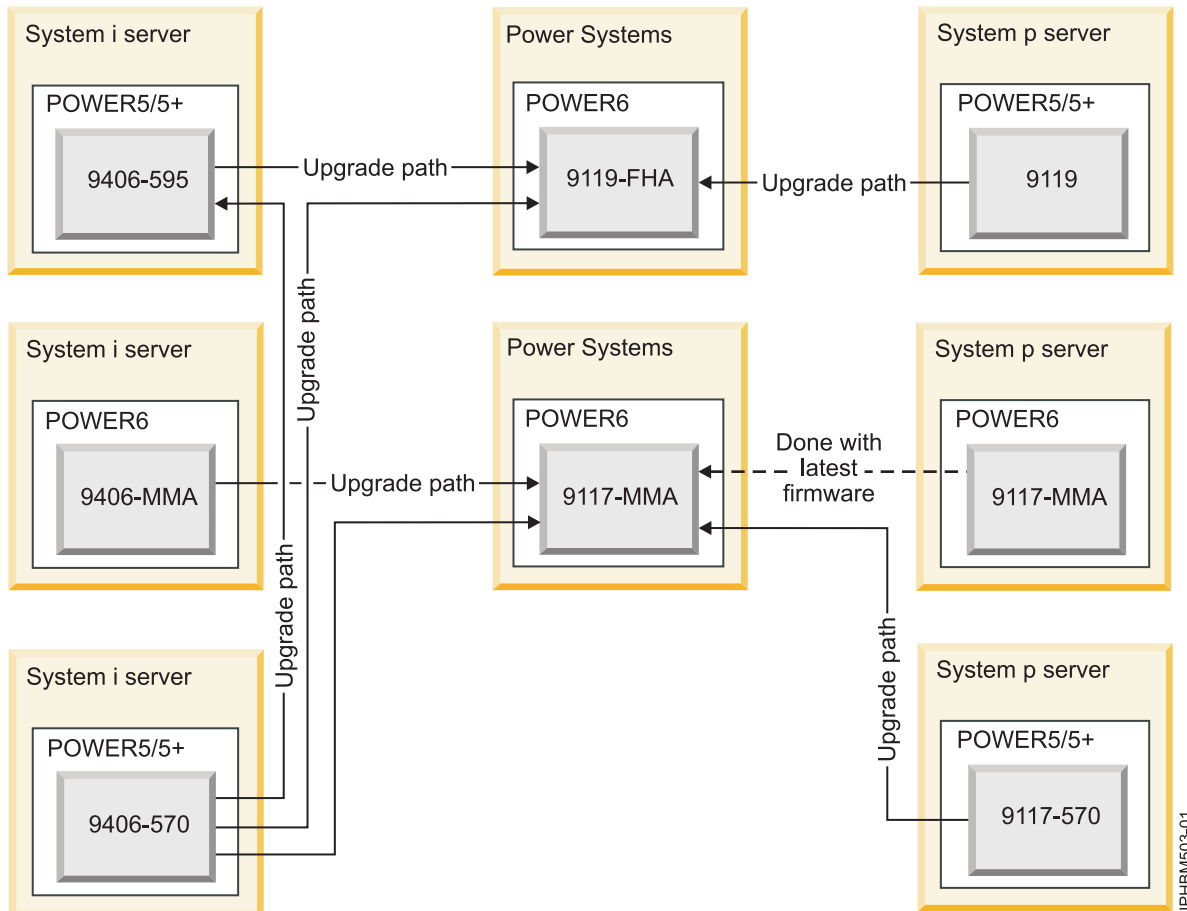 System i server
POWER5/5+
9406-595
Upgrade path
Power Systems
POWER6
9119-FHA
Upgrade path
System p server
POWER5/5+
9119
Upgrade path
Upgrade path
System i server
POWER6
9406-MMA
Upgrade path
Power Systems
POWER6
9117-MMA
Done with
latest
firmware
System p server
POWER6
9117-MMA
Upgrade path
System i server
POWER5/5+
9406-570
System p server
POWER5/5+
9117-570
IPHBM503-01